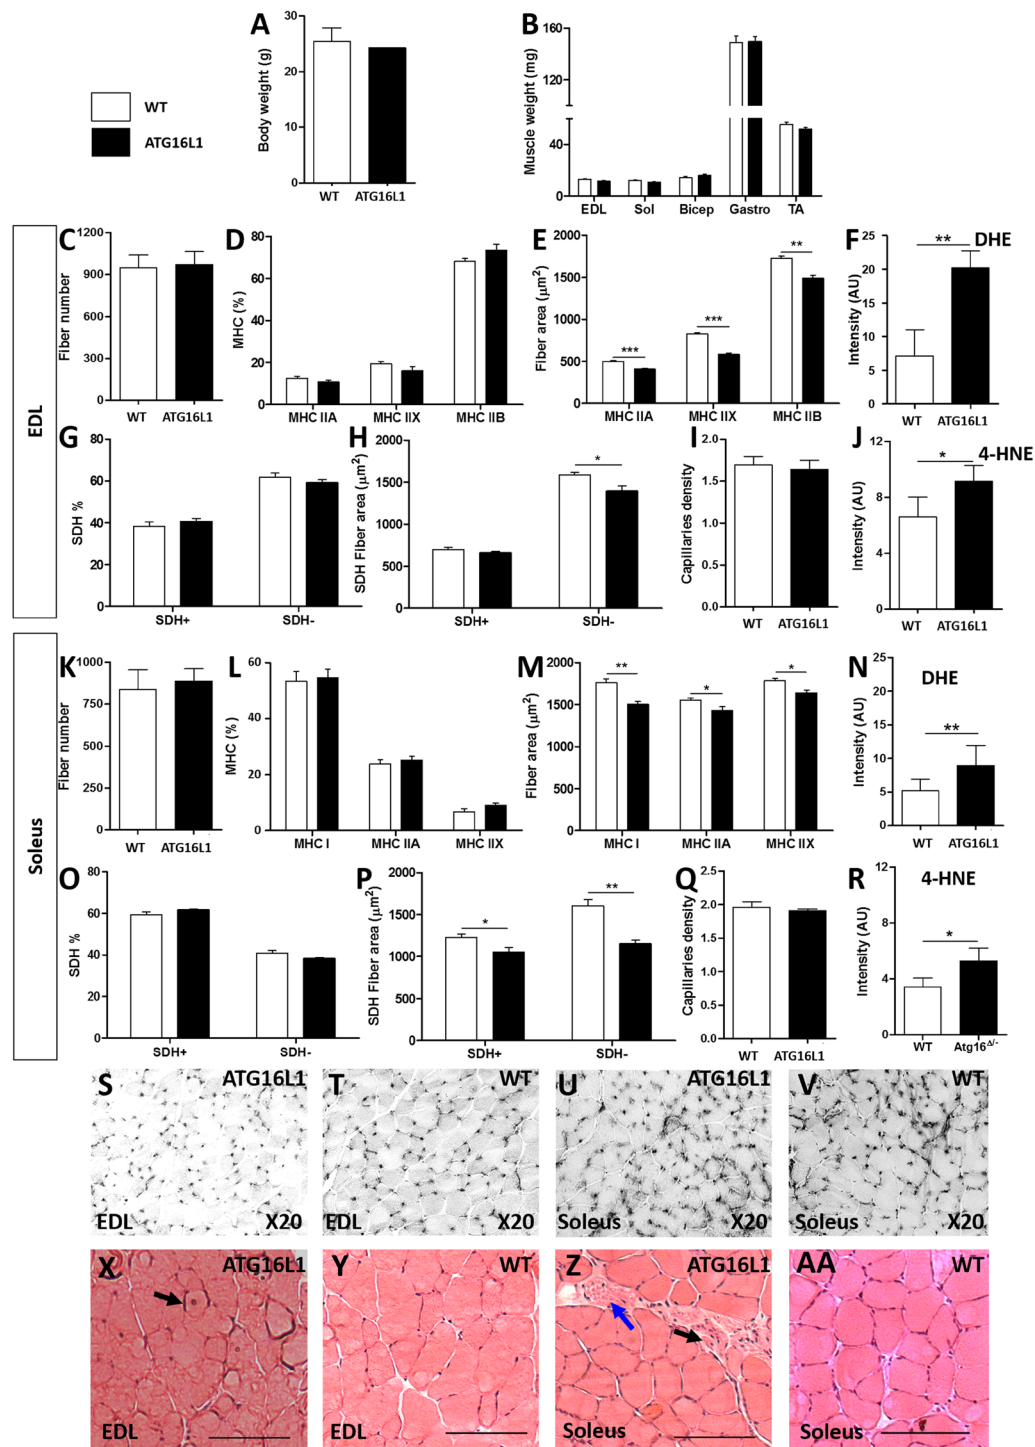 A
Body weight (g)
30
20
10
0
WT
ATG16L1
B
Muscle weight (mg)
160
120
80
40
0
EDL
Sol
Bicep
Gastro
TA
WT
ATG16L1
EDL
C
Fiber number
1200
900
600
300
0
WT
ATG16L1
D
MHC (%)
80
60
40
20
0
MHC IIA
MHC IIX
MHC IIB
E
Fiber area (μm2)
2000
1500
1000
500
0
***
***
**
MHC IIA
MHC IIX
MHC IIB
F
DHE
Intensity (AU)
25
20
15
10
5
0
**
WT
ATG16L1
G
SDH %
80
60
40
20
0
SDH+
SDH-
H
SDH Fiber area (μm2)
2000
1500
1000
500
0
*
SDH+
SDH-
I
Capillaries density
2.0
1.5
1.0
0.5
0.0
WT
ATG16L1
J
4-HNE
Intensity (AU)
12
8
4
0
*
WT
ATG16L1
Soleus
K
Fiber number
1000
750
500
250
0
WT
ATG16L1
L
MHC (%)
60
40
20
0
MHC I
MHC IIA
MHC IIX
M
Fiber area (μm2)
2000
1500
1000
500
0
**
*
*
MHC I
MHC IIA
MHC IIX
N
DHE
Intensity (AU)
25
20
15
10
5
0
**
WT
ATG16L1
O
SDH %
80
60
40
20
0
SDH+
SDH-
P
SDH Fiber area (μm2)
2000
1500
1000
500
0
*
**
SDH+
SDH-
Q
Capillaries density
2.5
2.0
1.5
1.0
0.5
0.0
WT
ATG16L1
R
4-HNE
Intensity (AU)
12
8
4
0
*
WT
Atg16Δ/-
S
ATG16L1
EDL
X20
T
WT
EDL
X20
U
ATG16L1
Soleus
X20
V
WT
Soleus
X20
X
ATG16L1
EDL
Y
WT
EDL
Z
ATG16L1
Soleus
AA
WT
Soleus